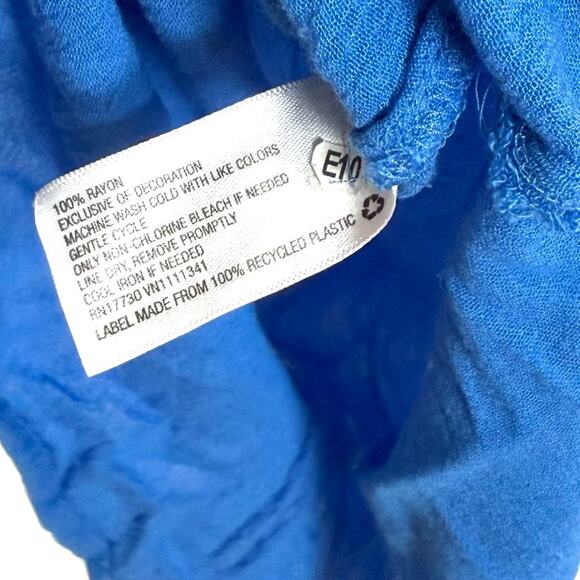 100% RAYON
EXCLUSIVE OF DECORATION
MACHINE WASH COLD WITH LIKE COLORS
GENTLE CYCLE
ONLY NON-CHLORINE BLEACH IF NEEDED
LINE DRY, REMOVE PROMPTLY
COOL IRON IF NEEDED
RN17730 VN1111341
LABEL MADE FROM 100% RECYCLED PLASTIC
E10